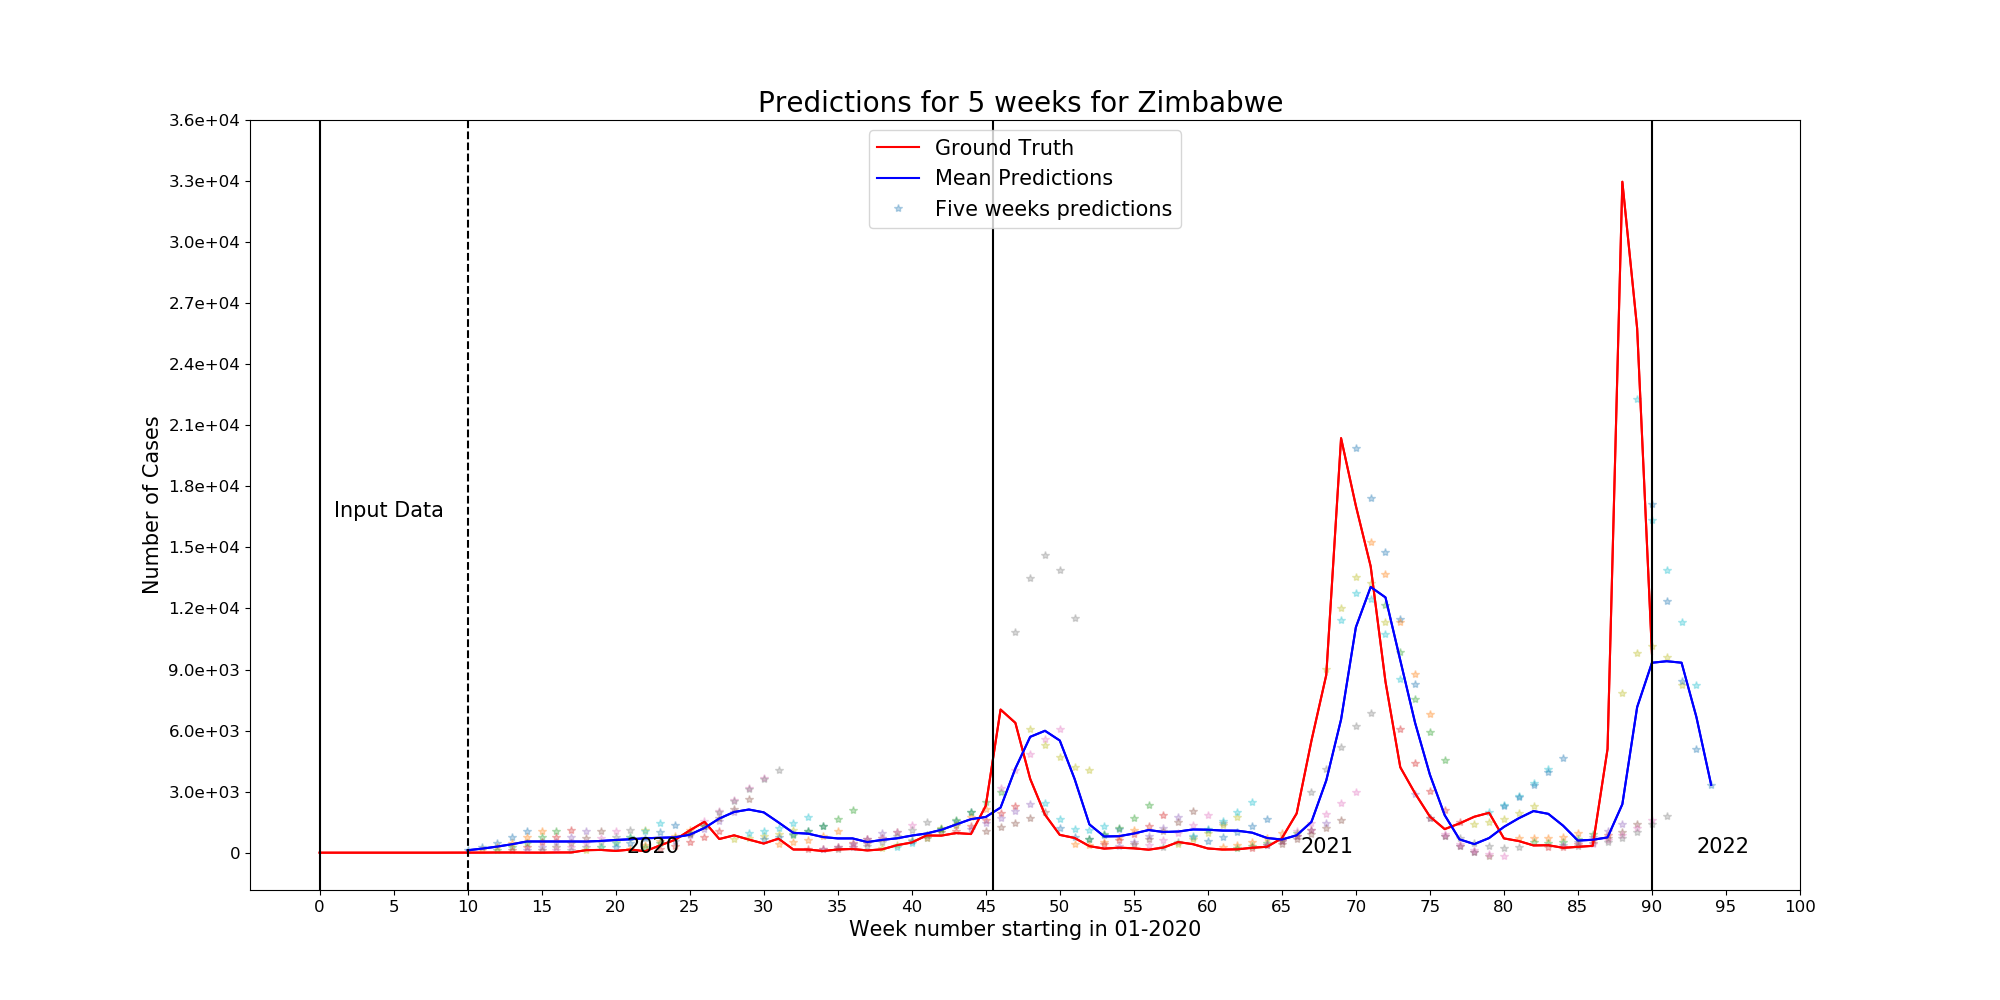 Predictions for 5 weeks for Zimbabwe
3.6e+04
3.3e+04
3.0e+04
2.7e+04
2.4e+04
2.1e+04
1.8e+04
1.5e+04
1.2e+04
9.0e+03
6.0e+03
3.0e+03
0
Number of Cases
Ground Truth
Mean Predictions
Five weeks predictions
Input Data
2020
2021
2022
0 5 10 15 20 25 30 35 40 45 50 55 60 65 70 75 80 85 90 95 100
Week number starting in 01-2020